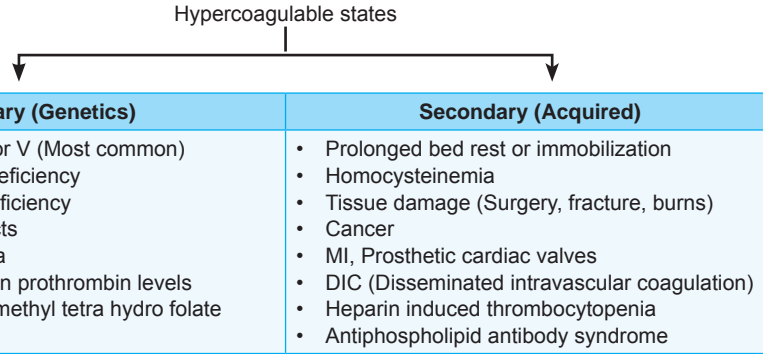 Hypercoagulable states
ary (Genetics)
or V (Most common)
eficiency
ficiency
cts
a
n prothrombin levels
methyl tetra hydro folate
Secondary (Acquired)
• Prolonged bed rest or immobilization
• Homocysteinemia
• Tissue damage (Surgery, fracture, burns)
• Cancer
• MI, Prosthetic cardiac valves
• DIC (Disseminated intravascular coagulation)
• Heparin induced thrombocytopenia
• Antiphospholipid antibody syndrome